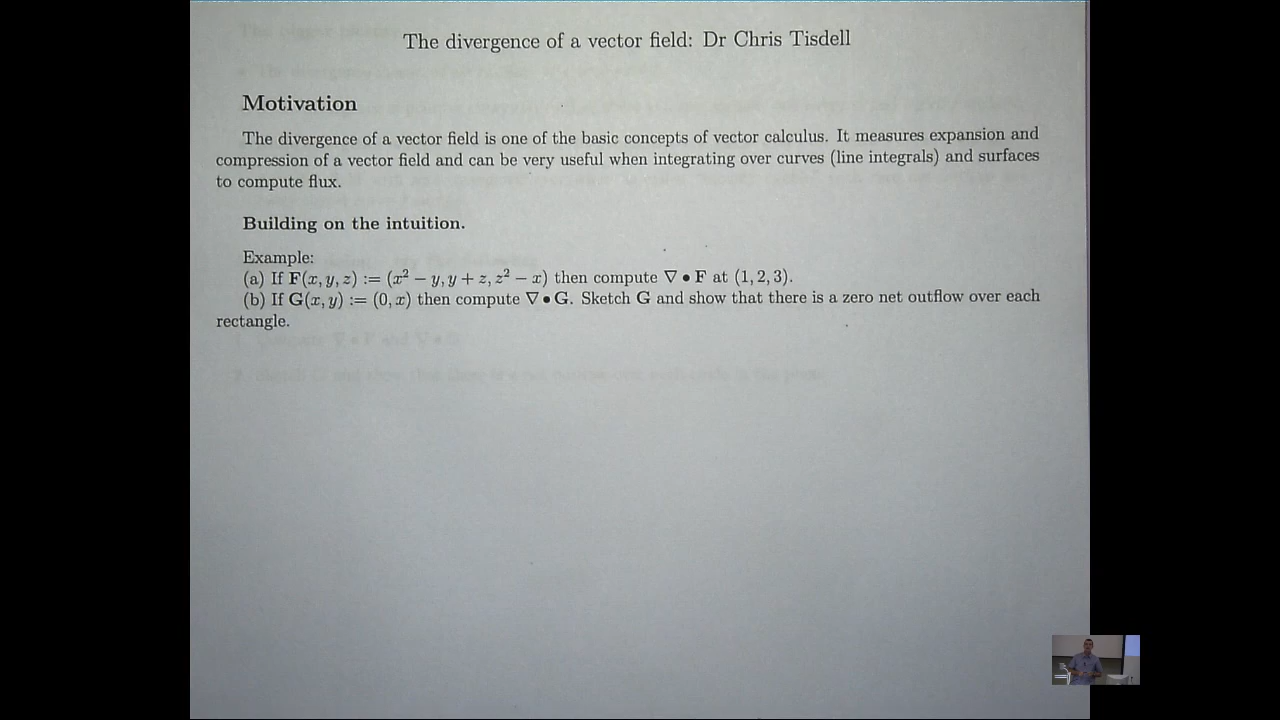 The divergence of a vector field: Dr Chris Tisdell
Motivation
The divergence of a vector field is one of the basic concepts of vector calculus. It measures expansion and
compression of a vector field and can be very useful when integrating over curves (line integrals) and surfaces
to compute flux.
Building on the intuition.
Example:
(a) If F(x, y, z) := (x² − y, y + z, z² − x) then compute ∇ • F at (1, 2, 3).
(b) If G(x, y) := (0, x) then compute ∇ • G. Sketch G and show that there is a zero net outflow over each
rectangle.